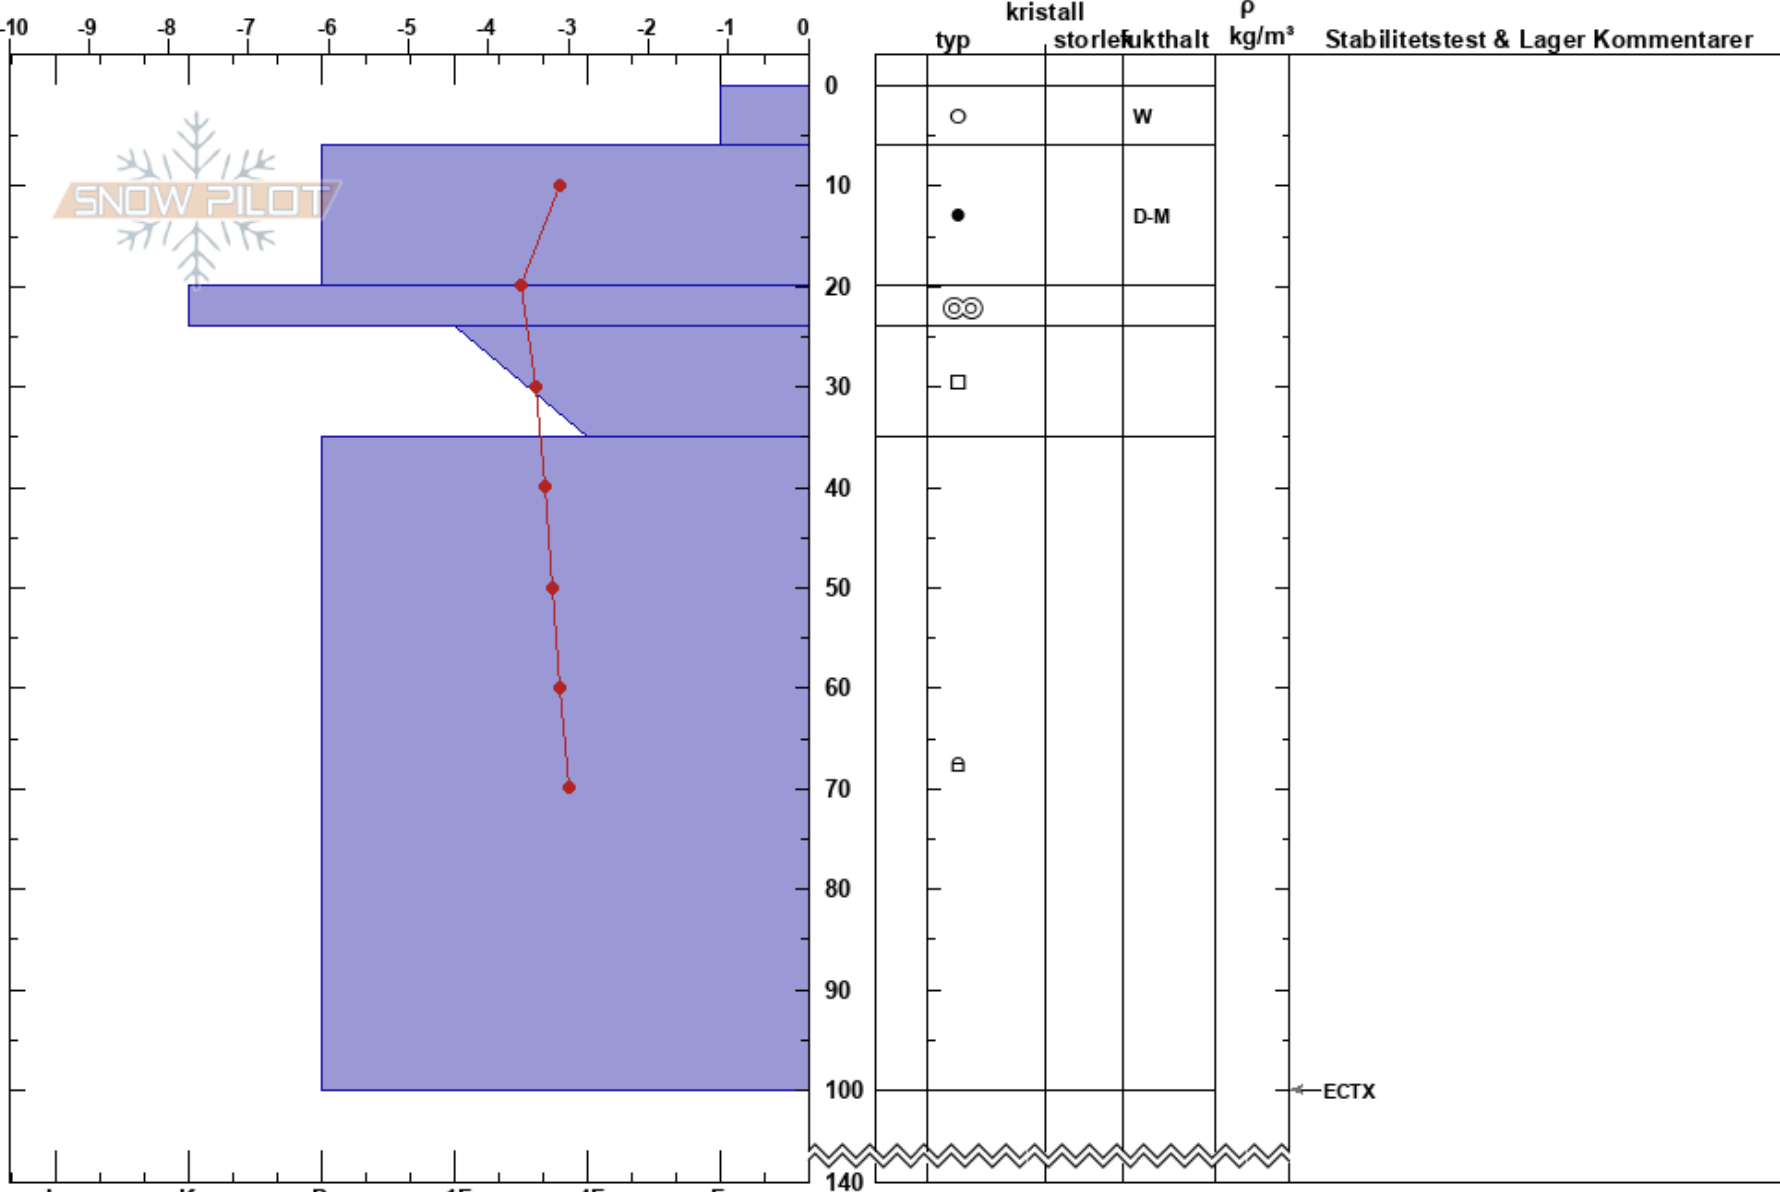 kristall ρ
-10 -9 -8 -7 -6 -5 -4 -3 -2 -1 0 typ storlek fukthalt kg/m³ Stabilitetstest & Lager Kommentarer
0
W
SNOW PILOT
10
D-M
20
30
40
50
60
70
80
90
100 ECTX
140